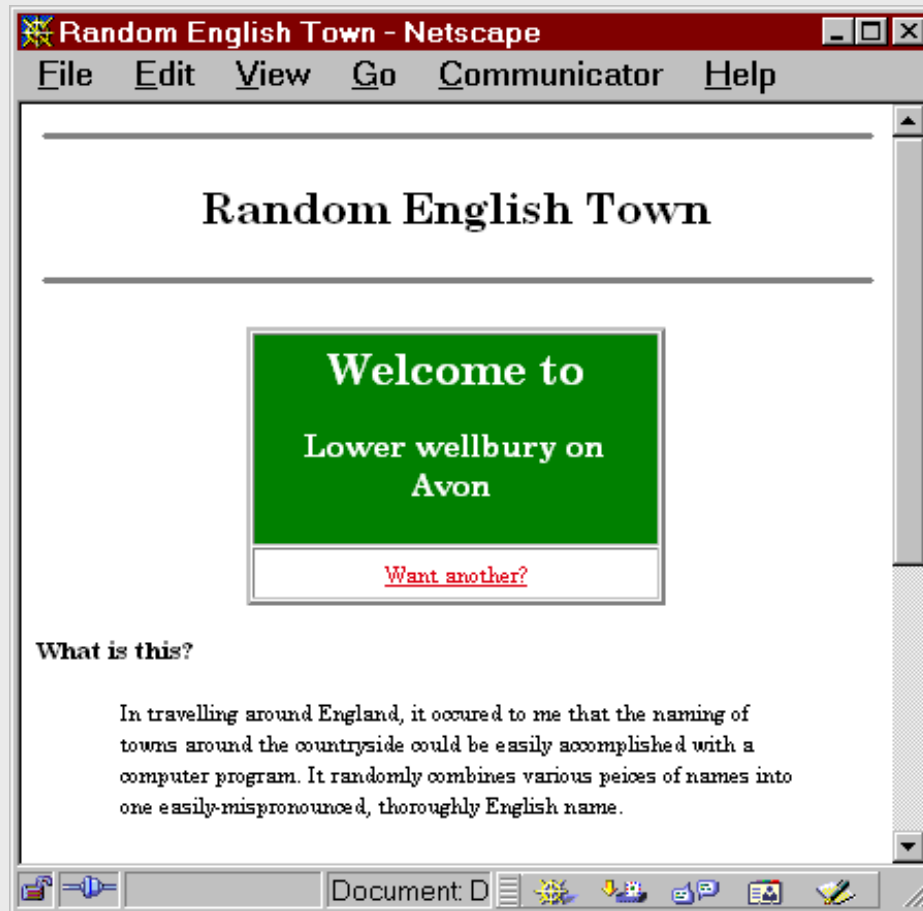 Random English Town - Netscape
File Edit View Go Communicator Help
Random English Town
Welcome to
Lower wellbury on
Avon
Want another?
What is this?
In travelling around England, it occured to me that the naming of
towns around the countryside could be easily accomplished with a
computer program. It randomly combines various peices of names into
one easily-mispronounced, thoroughly English name.
Document: D